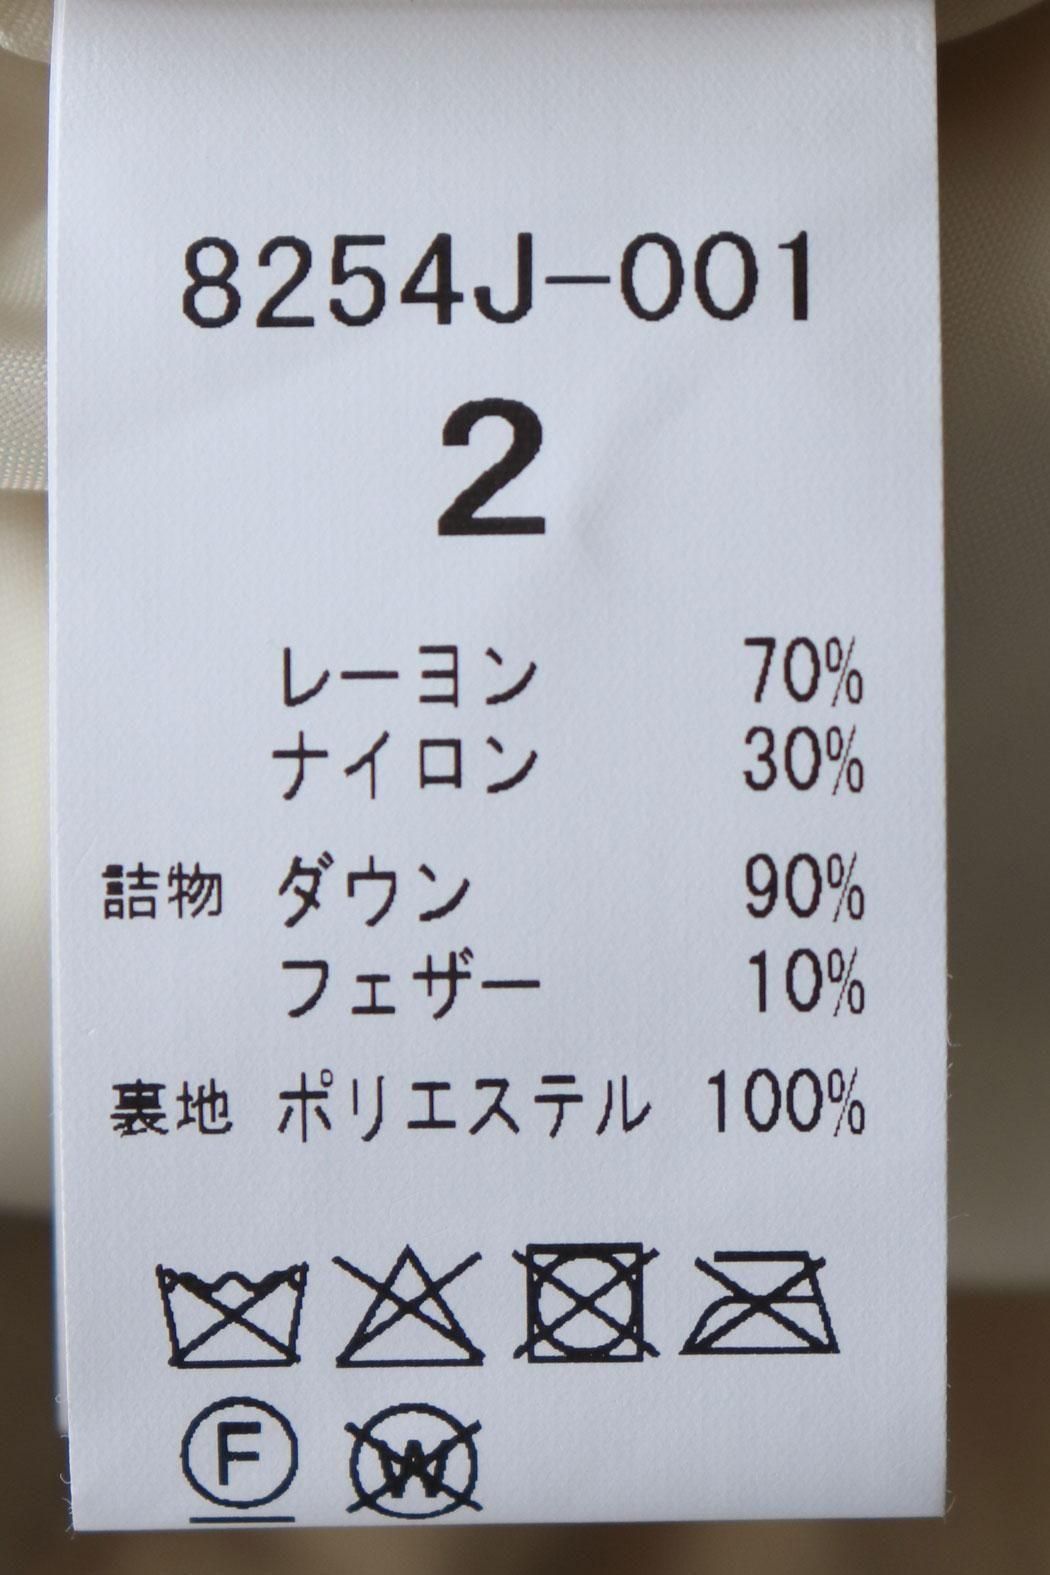 8254J-001
2
レーヨン 70%
ナイロン 30%
詰物 ダウン 90%
フェザー 10%
裏地 ポリエステル 100%
F W